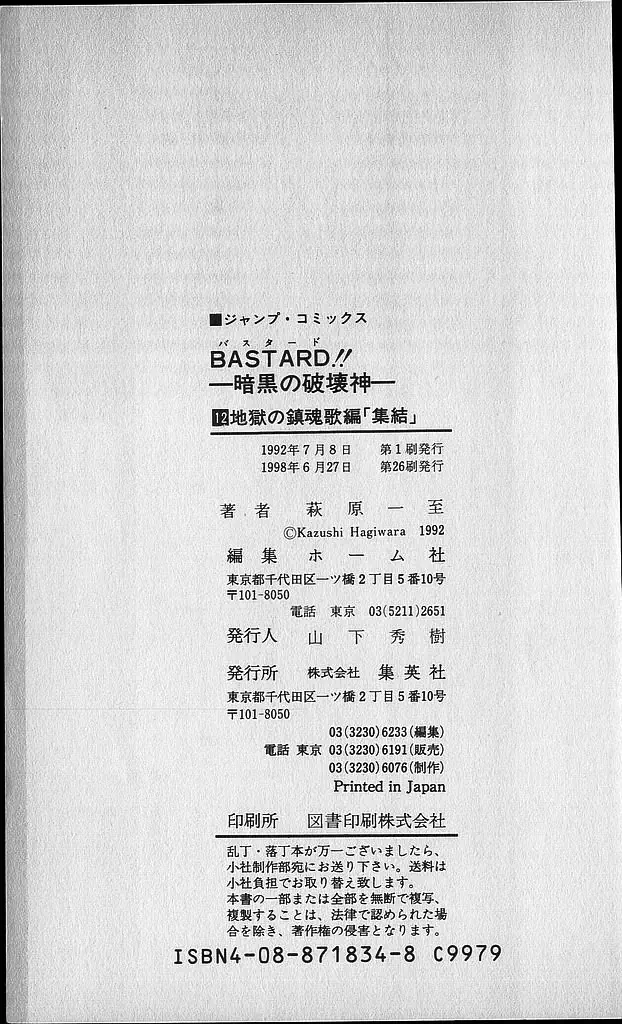 ■ジャンプ・コミックス
バスタード
BASTARD!!
―暗黒の破壊神―
12地獄の鎮魂歌編「集結」
1992年7月8日 第1刷発行
1998年6月27日 第26刷発行
著者 萩原一至
©Kazushi Hagiwara 1992
編集 ホーム社
東京都千代田区一ツ橋2丁目5番10号
〒101-8050
電話 東京 03(5211)2651
発行人 山下秀樹
発行所 株式会社 集英社
東京都千代田区一ツ橋2丁目5番10号
〒101-8050
03(3230)6233(編集)
電話 東京 03(3230)6191(販売)
03(3230)6076(制作)
Printed in Japan
印刷所 図書印刷株式会社
乱丁・落丁本が万一ございましたら、
小社制作部宛にお送り下さい。送料は
小社負担でお取り替え致します。
本書の一部または全部を無断で複写、
複製することは、法律で認められた場
合を除き、著作権の侵害となります。
ISBN4-08-871834-8 C9979